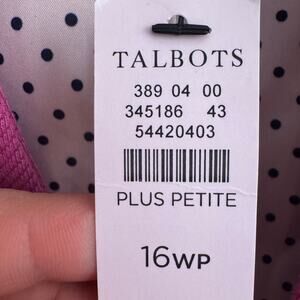 TALBOTS
389 04 00
345186 43
54420403
PLUS PETITE
16WP